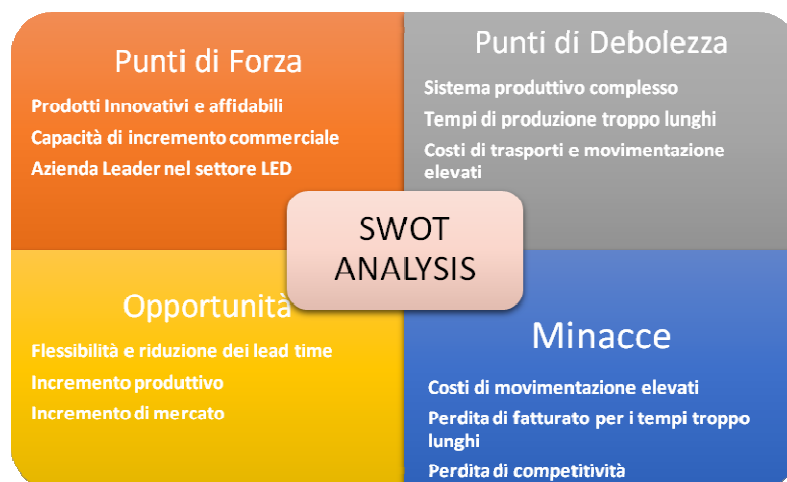 Punti di Forza
Prodotti Innovativi e affidabili
Capacità di incremento commerciale
Azienda Leader nel settore LED
Punti di Debolezza
Sistema produttivo complesso
Tempi di produzione troppo lunghi
Costi di trasporti e movimentazione
elevati
SWOT
ANALYSIS
Opportunità
Flessibilità e riduzione dei lead time
Incremento produttivo
Incremento di mercato
Minacce
Costi di movimentazione elevati
Perdita di fatturato per i tempi troppo
lunghi
Perdita di competitività